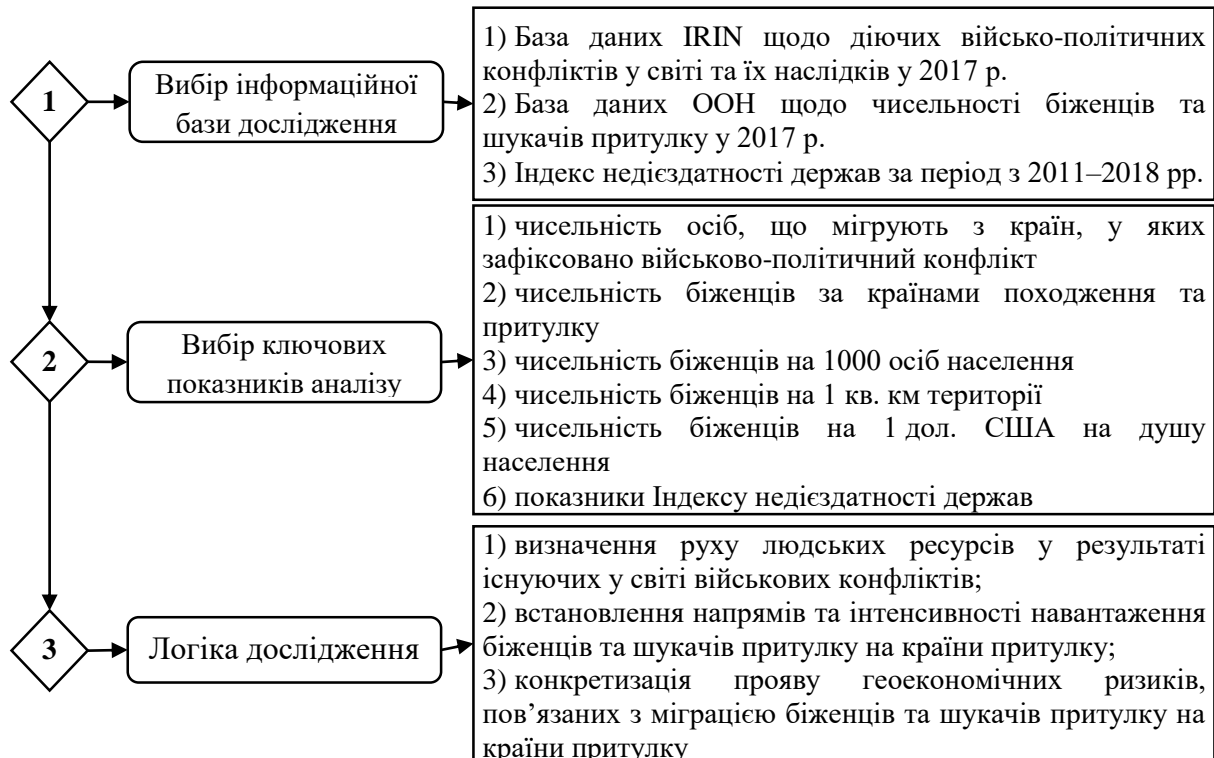 1
Вибір інформаційної
бази дослідження
1) База даних IRIN щодо діючих військо-політичних
конфліктів у світі та їх наслідків у 2017 р.
2) База даних ООН щодо чисельності біженців та
шукачів притулку у 2017 р.
3) Індекс недієздатності держав за період з 2011–2018 рр.
2
Вибір ключових
показників аналізу
1) чисельність осіб, що мігрують з країн, у яких
зафіксовано військово-політичний конфлікт
2) чисельність біженців за країнами походження та
притулку
3) чисельність біженців на 1000 осіб населення
4) чисельність біженців на 1 кв. км території
5) чисельність біженців на 1 дол. США на душу
населення
6) показники Індексу недієздатності держав
3
Логіка дослідження
1) визначення руху людських ресурсів у результаті
існуючих у світі військових конфліктів;
2) встановлення напрямів та інтенсивності навантаження
біженців та шукачів притулку на країни притулку;
3) конкретизація прояву геоекономічних ризиків,
пов’язаних з міграцією біженців та шукачів притулку на
країни притулку